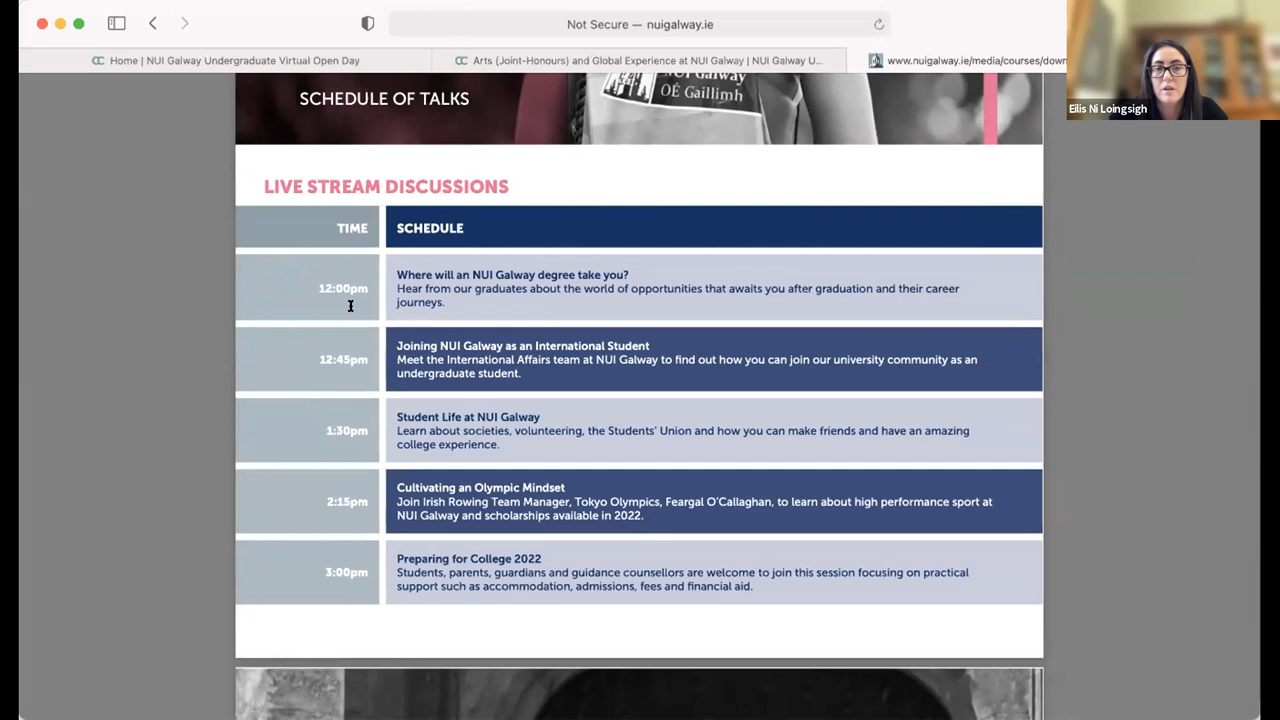 Not Secure — nuigalway.ie
Home | NUI Galway Undergraduate Virtual Open Day
Arts (Joint-Honours) and Global Experience at NUI Galway | NUI Galway U...
www.nuigalway.ie/media/courses/down
Eilis Ni Loingsigh
NUI Galway
OÉ Gaillimh
SCHEDULE OF TALKS
LIVE STREAM DISCUSSIONS
TIME SCHEDULE
Where will an NUI Galway degree take you?
12:00pm Hear from our graduates about the world of opportunities that awaits you after graduation and their career
journeys.
Joining NUI Galway as an International Student
12:45pm Meet the International Affairs team at NUI Galway to find out how you can join our university community as an
undergraduate student.
Student Life at NUI Galway
1:30pm Learn about societies, volunteering, the Students' Union and how you can make friends and have an amazing
college experience.
Cultivating an Olympic Mindset
2:15pm Join Irish Rowing Team Manager, Tokyo Olympics, Feargal O'Callaghan, to learn about high performance sport at
NUI Galway and scholarships available in 2022.
Preparing for College 2022
3:00pm Students, parents, guardians and guidance counsellors are welcome to join this session focusing on practical
support such as accommodation, admissions, fees and financial aid.